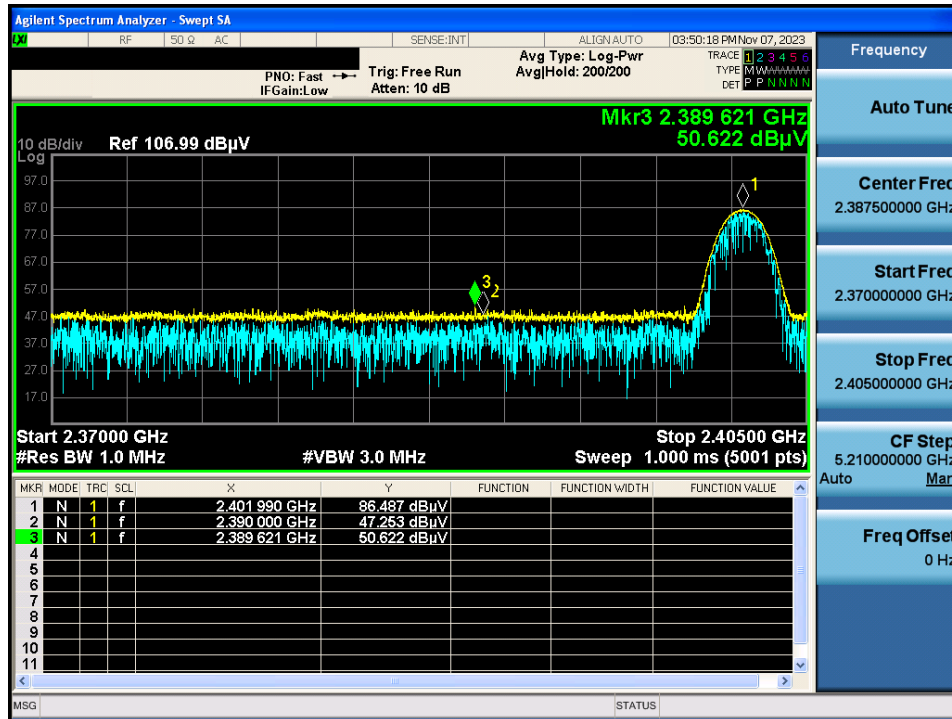 Agilent Spectrum Analyzer - Swept SA
LXI RF 50 Ω AC SENSE:INT ALIGN AUTO 03:50:18 PM Nov 07, 2023
PNO: Fast Trig: Free Run Avg Type: Log-Pwr TRACE 1 2 3 4 5 6
IFGain:Low Atten: 10 dB Avg|Hold: 200/200 TYPE M W W W W W
DET P P N N N N
Mkr3 2.389 621 GHz
50.622 dBµV
10 dB/div Ref 106.99 dBµV
Log
97.0
87.0
77.0
67.0
57.0
47.0
37.0
27.0
17.0
1
3
2
Start 2.37000 GHz Stop 2.40500 GHz
#Res BW 1.0 MHz #VBW 3.0 MHz Sweep 1.000 ms (5001 pts)
MKR MODE TRC SCL X Y FUNCTION FUNCTION WIDTH FUNCTION VALUE
1 N 1 f 2.401 990 GHz 86.487 dBµV
2 N 1 f 2.390 000 GHz 47.253 dBµV
3 N 1 f 2.389 621 GHz 50.622 dBµV
4
5
6
7
8
9
10
11
MSG STATUS
Frequency
Auto Tune
Center Freq
2.387500000 GHz
Start Freq
2.370000000 GHz
Stop Freq
2.405000000 GHz
CF Step
5.210000000 GHz
Auto Man
Freq Offset
0 Hz